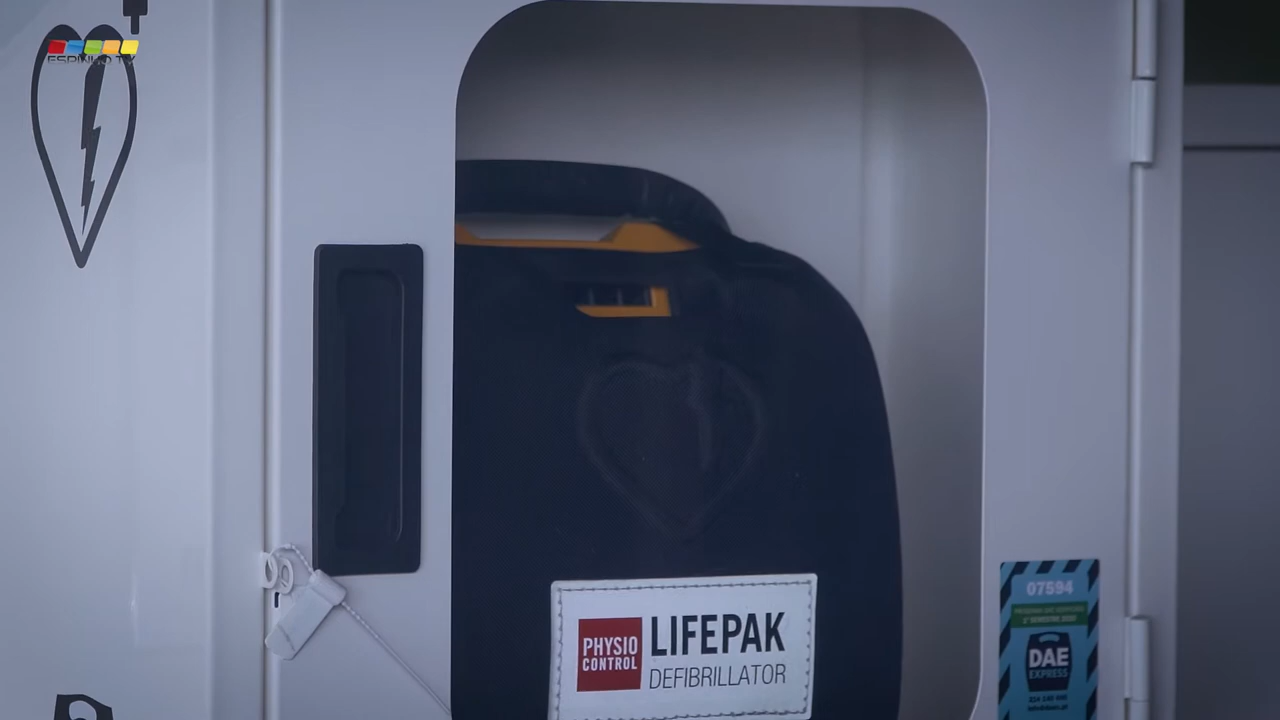 ESPINHO TV
PHYSIO
CONTROL
LIFEPAK
DEFIBRILLATOR
07594
DAE
EXPRESS